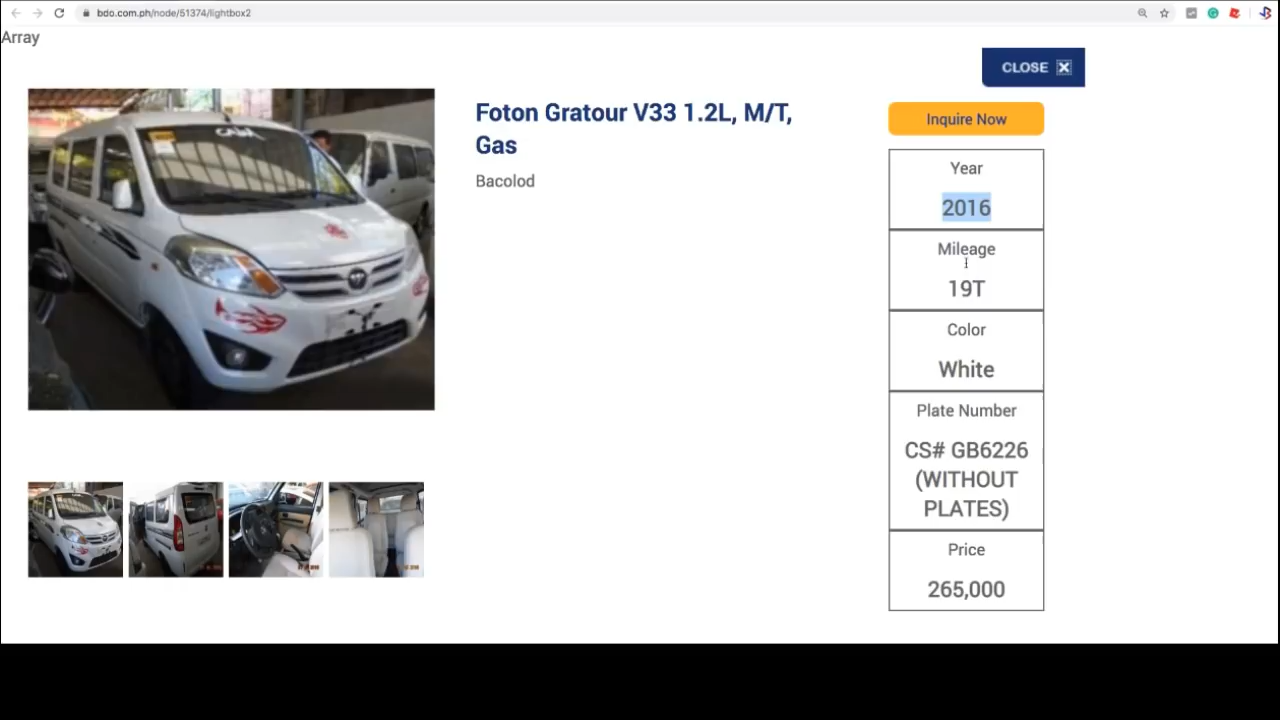 bdo.com.ph/node/51374/lightbox2
Array
CLOSE
Foton Gratour V33 1.2L, M/T,
Gas
Bacolod
Inquire Now
Year
2016
Mileage
19T
Color
White
Plate Number
CS# GB6226
(WITHOUT
PLATES)
Price
265,000